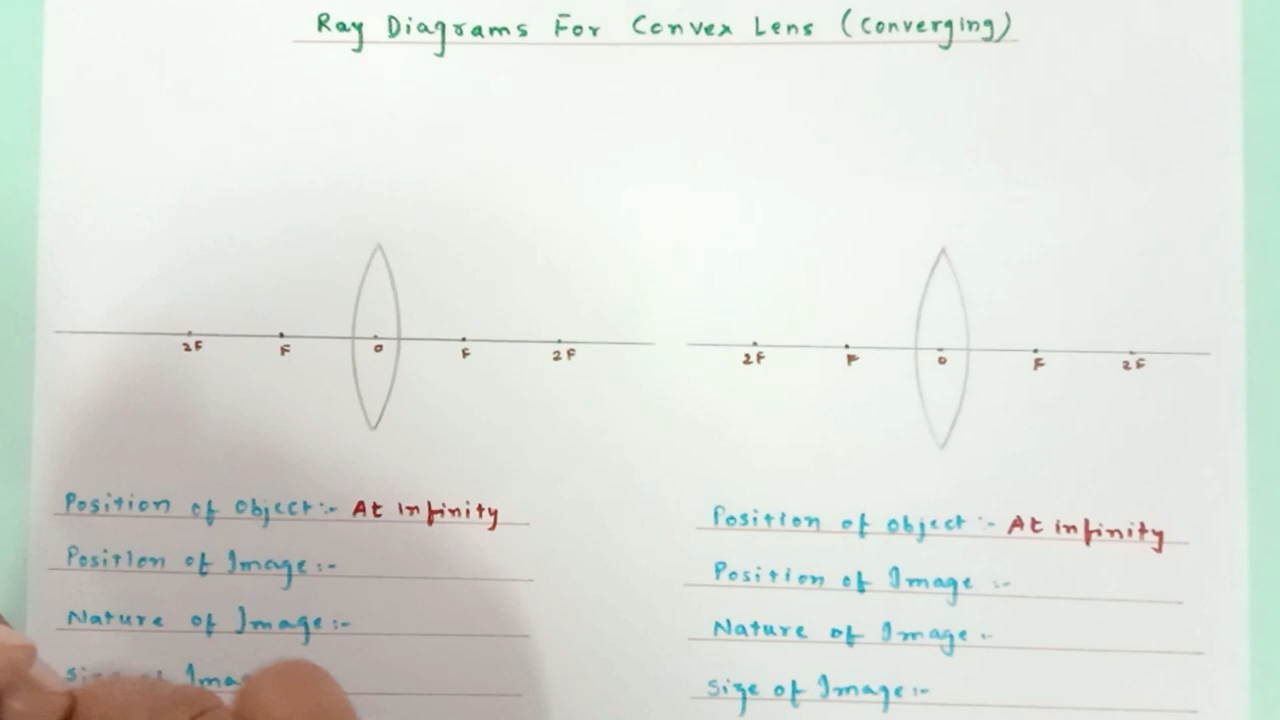 Ray Diagrams For Convex Lens (Converging)
2F F O F 2F
2F F O F 2F
Position of object:- At infinity
Position of Image:-
Nature of Image:-
Position of object:- At infinity
Position of Image :-
Nature of Image :-
Size of Image:-